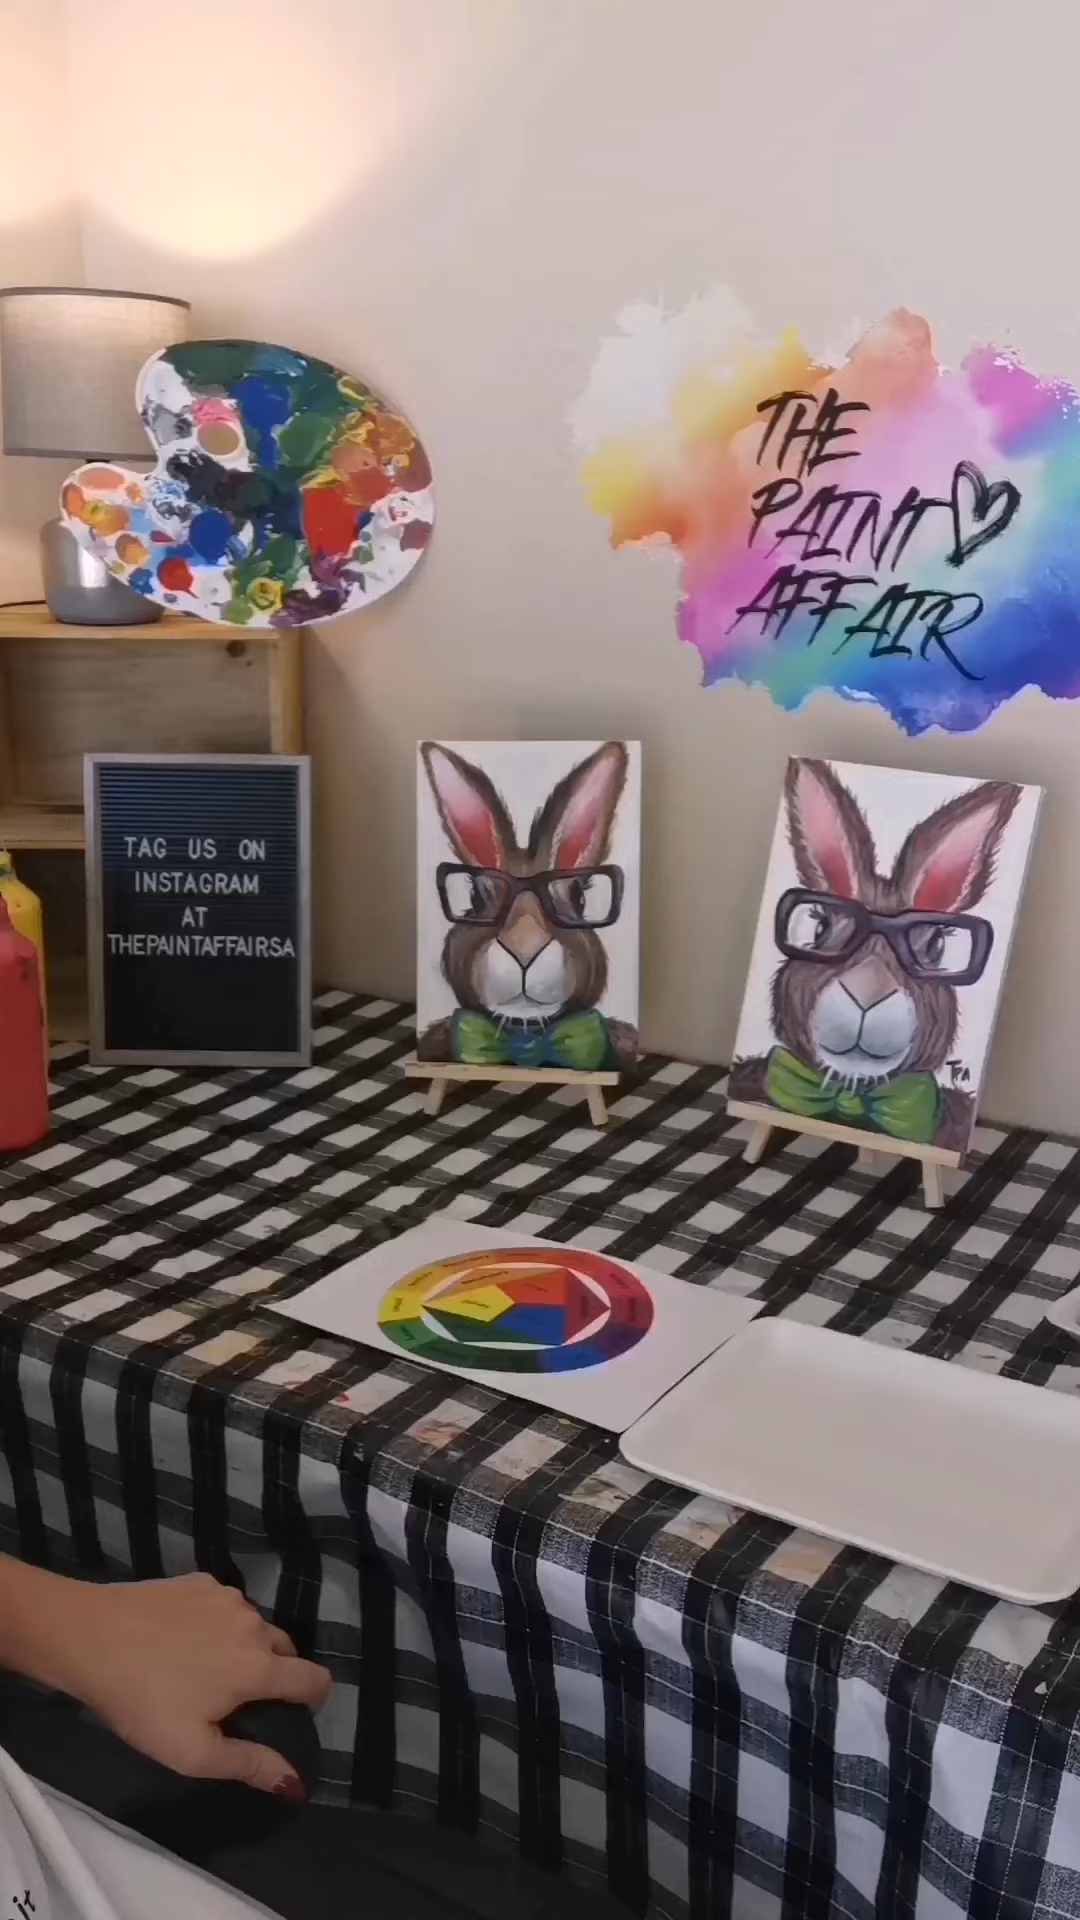 THE
PAINT
AFFAIR
TAG US ON
INSTAGRAM
AT
THEPAINTAFFAIRSA